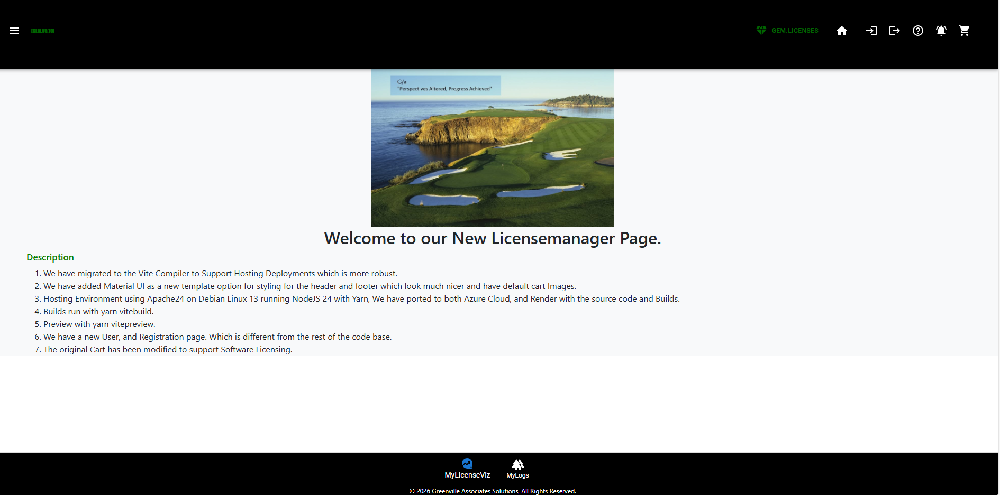 [GLM.V5.70]
GEM.LICENSES
G/a
"Perspectives Altered, Progress Achieved"
Welcome to our New Licensemanager Page.
Description
1. We have migrated to the Vite Compiler to Support Hosting Deployments which is more robust.
2. We have added Material UI as a new template option for styling for the header and footer which look much nicer and have default cart Images.
3. Hosting Environment using Apache24 on Debian Linux 13 running NodeJS 24 with Yarn, We have ported to both Azure Cloud, and Render with the source code and Builds.
4. Builds run with yarn vitebuild.
5. Preview with yarn vitepreview.
6. We have a new User, and Registration page. Which is different from the rest of the code base.
7. The original Cart has been modified to support Software Licensing.
MyLicenseViz
MyLogs
© 2026 Greenville Associates Solutions, All Rights Reserved.